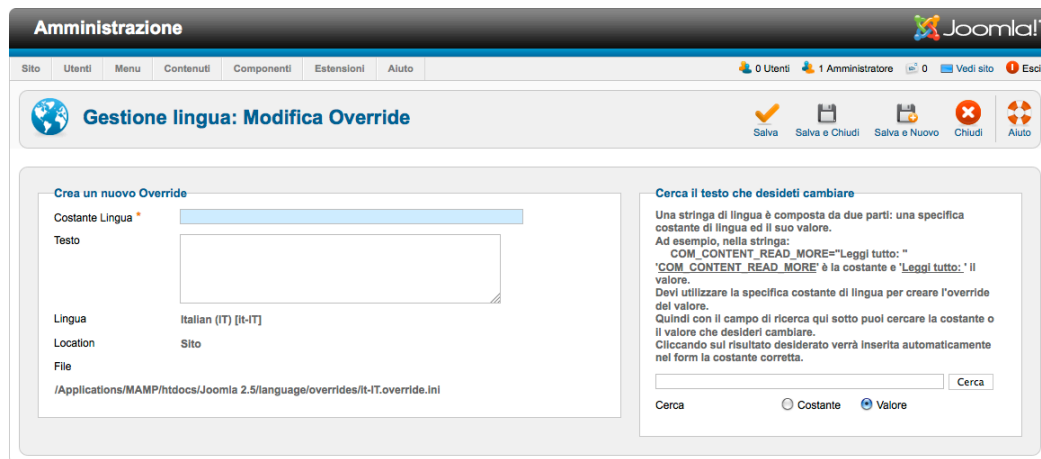 Amministrazione
Joomla!
Sito Utenti Menu Contenuti Componenti Estensioni Aiuto
0 Utenti 1 Amministratore 0 Vedi sito Esci
Gestione lingua: Modifica Override
Salva Salva e Chiudi Salva e Nuovo Chiudi Aiuto
Crea un nuovo Override
Costante Lingua *
Testo
Lingua Italian (IT) [it-IT]
Location Sito
File
/Applications/MAMP/htdocs/Joomla 2.5/language/overrides/it-IT.override.ini
Cerca il testo che desideti cambiare
Una stringa di lingua è composta da due parti: una specifica
costante di lingua ed il suo valore.
Ad esempio, nella stringa:
COM_CONTENT_READ_MORE="Leggi tutto: "
'COM_CONTENT_READ_MORE' è la costante e 'Leggi tutto: ' il
valore.
Devi utilizzare la specifica costante di lingua per creare l'override
del valore.
Quindi con il campo di ricerca qui sotto puoi cercare la costante o
il valore che desideri cambiare.
Cliccando sul risultato desiderato verrà inserita automaticamente
nel form la costante corretta.
Cerca
Cerca Costante Valore